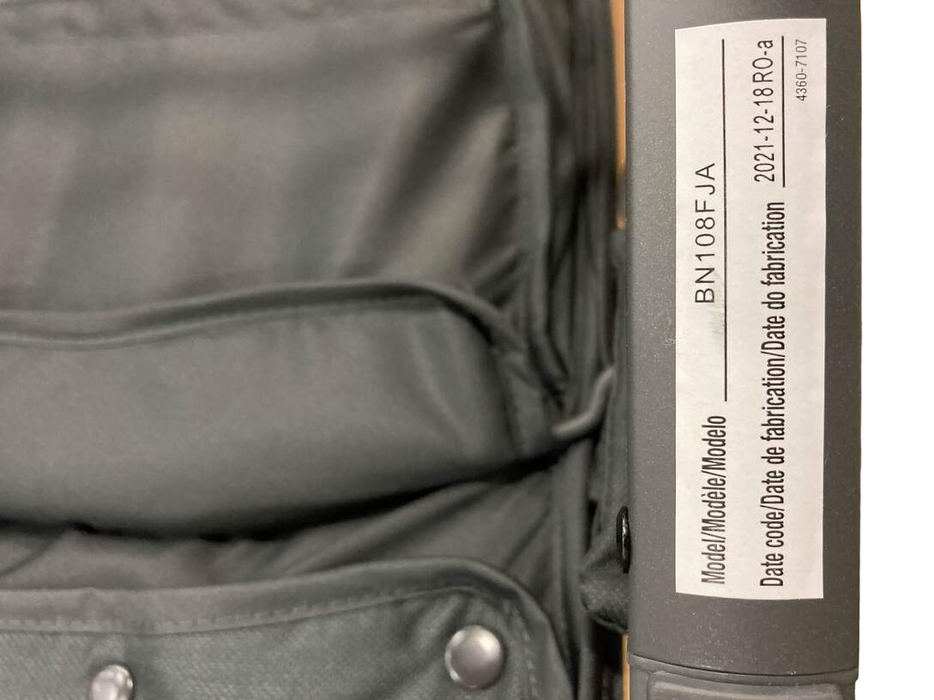 Model/Modèle/Modelo BN108FJA
Date code/Date de fabrication/Date do fabrication 2021-12-18 RO-a
4360-7107